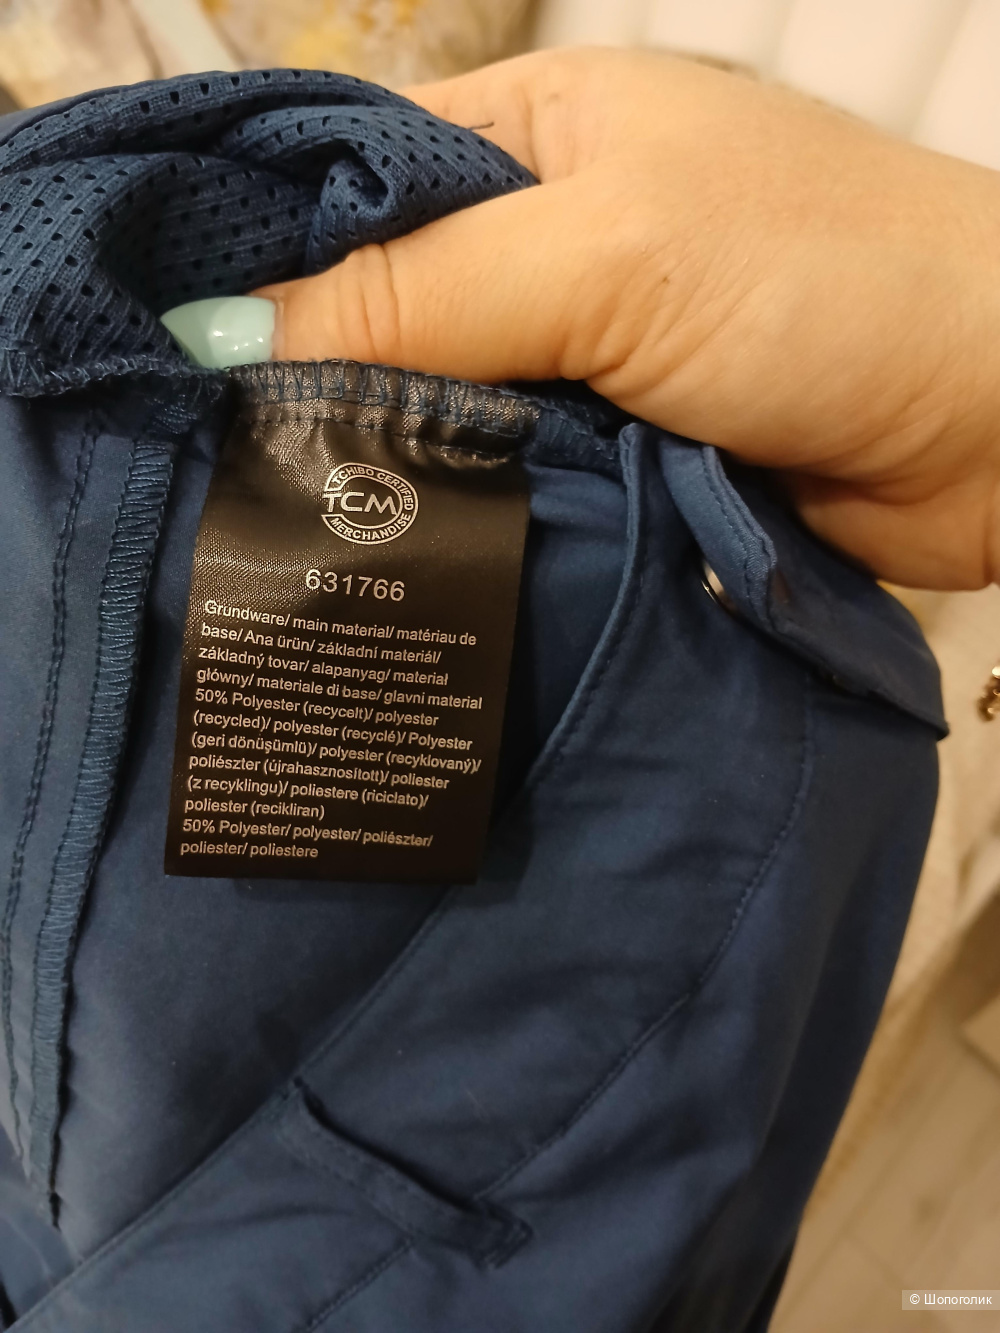 TCHIBO CERTIFIED
TCM
MERCHANDISE
631766
Grundware/ main material/ matériau de
base/ Ana ürün/ základní materiál/
základný tovar/ alapanyag/ materiał
główny/ materiale di base/ glavni material
50% Polyester (recycelt)/ polyester
(recycled)/ polyester (recyclé)/ Polyester
(geri dönüşümlü)/ polyester (recyklovaný)/
poliészter (újrahasznosított)/ poliester
(z recyklingu)/ poliestere (riciclato)/
poliester (recikliran)
50% Polyester/ polyester/ poliészter/
poliester/ poliestere
© Шопоголик